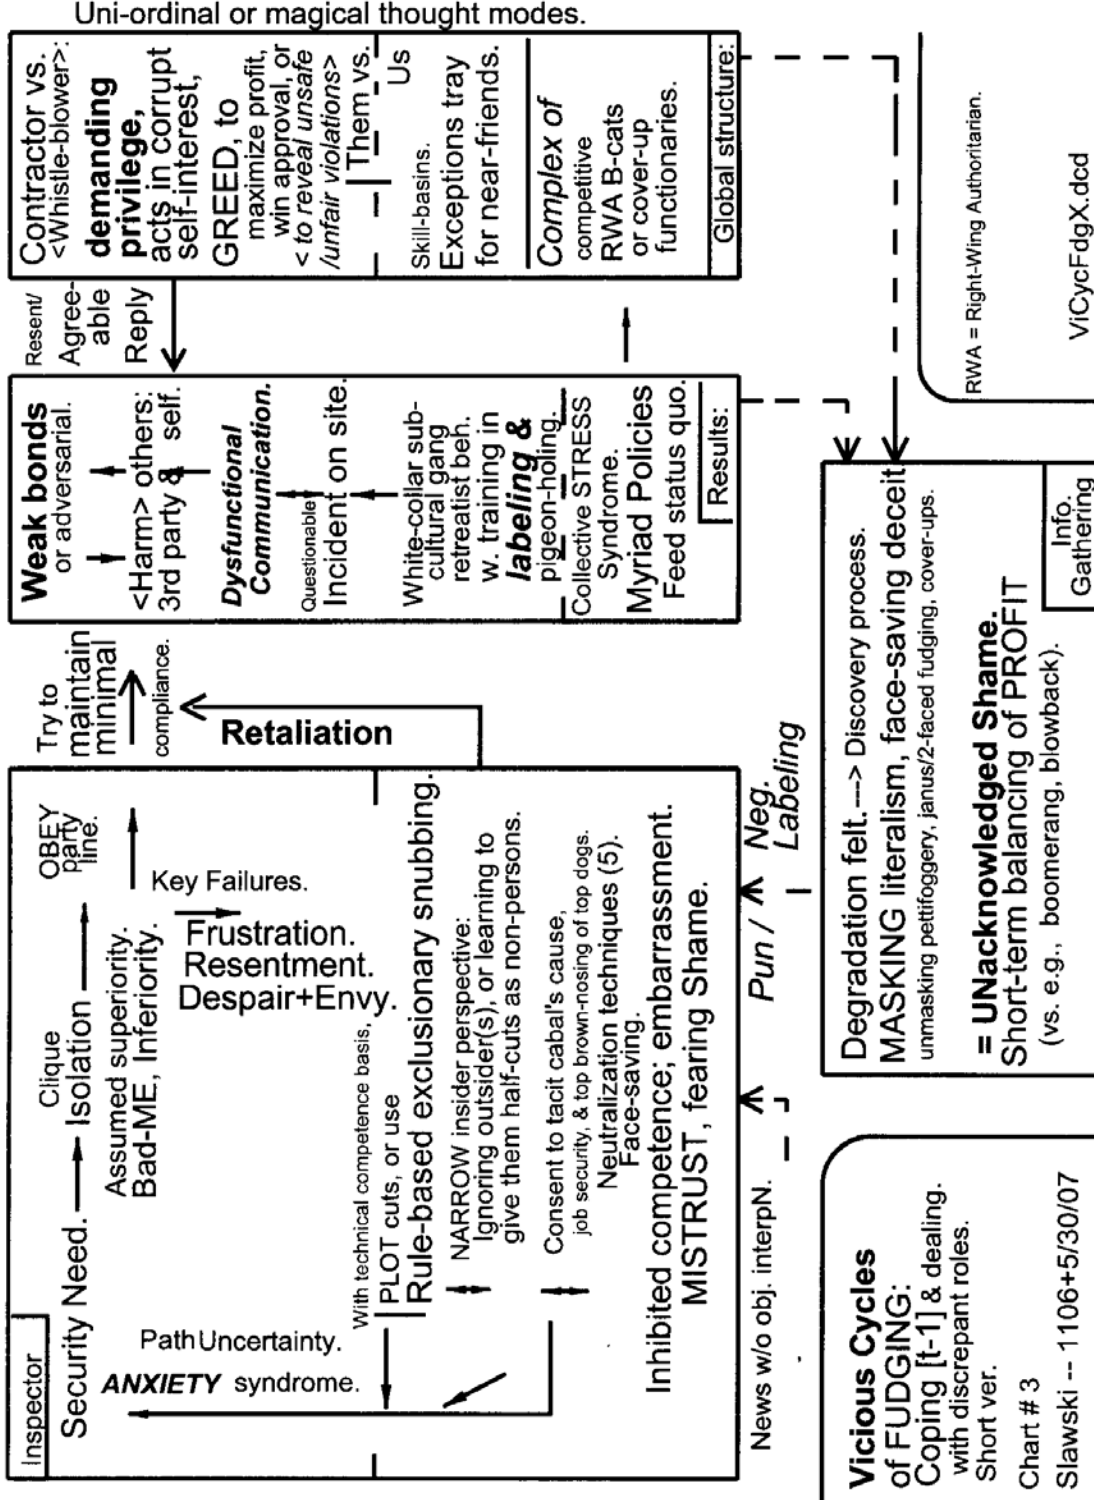 Uni-ordinal or magical thought modes.
Inspector
Security Need.
Clique
Isolation
OBEY
party
line.
Assumed superiority.
Bad-ME, Inferiority.
Key Failures.
Frustration.
Resentment.
Despair+Envy.
Path Uncertainty.
ANXIETY syndrome.
With technical competence basis,
PLOT cuts, or use
Rule-based exclusionary snubbing.
NARROW insider perspective:
Ignoring outsider(s), or learning to
give them half-cuts as non-persons.
Consent to tacit cabal's cause,
job security, & top brown-nosing of top dogs.
Neutralization techniques (5).
Face-saving.
Inhibited competence; embarrassment.
MISTRUST, fearing Shame.
Try to
maintain
minimal
compliance.
Retaliation
Weak bonds
or adversarial.
<Harm> others:
3rd party & self.
Dysfunctional
Communication.
Questionable
Incident on site.
White-collar sub-
cultural gang
retreatist beh.
w. training in
labeling &
pigeon-holing.
Collective STRESS
Syndrome.
Myriad Policies
Feed status quo.
Results:
Resent/
Agree-
able
Reply
Contractor vs.
<Whistle-blower>:
demanding
privilege,
acts in corrupt
self-interest,
GREED, to
maximize profit,
win approval, or
< to reveal unsafe
/unfair violations>
Them vs.
Us
Skill-basins.
Exceptions tray
for near-friends.
Complex of
competitive
RWA B-cats
or cover-up
functionaries.
Global structure:
News w/o obj. interpN.
Pun / Neg.
Labeling
Vicious Cycles
of FUDGING:
Coping [t-1] & dealing.
with discrepant roles.
Short ver.
Chart # 3
Slawski -- 1106+5/30/07
Degradation felt. ---> Discovery process.
MASKING literalism, face-saving deceit
unmasking pettifoggery, janus/2-faced fudging, cover-ups.
= UNacknowledged Shame.
Short-term balancing of PROFIT
(vs. e.g., boomerang, blowback).
Info.
Gathering
RWA = Right-Wing Authoritarian.
ViCycFdgX.dcd